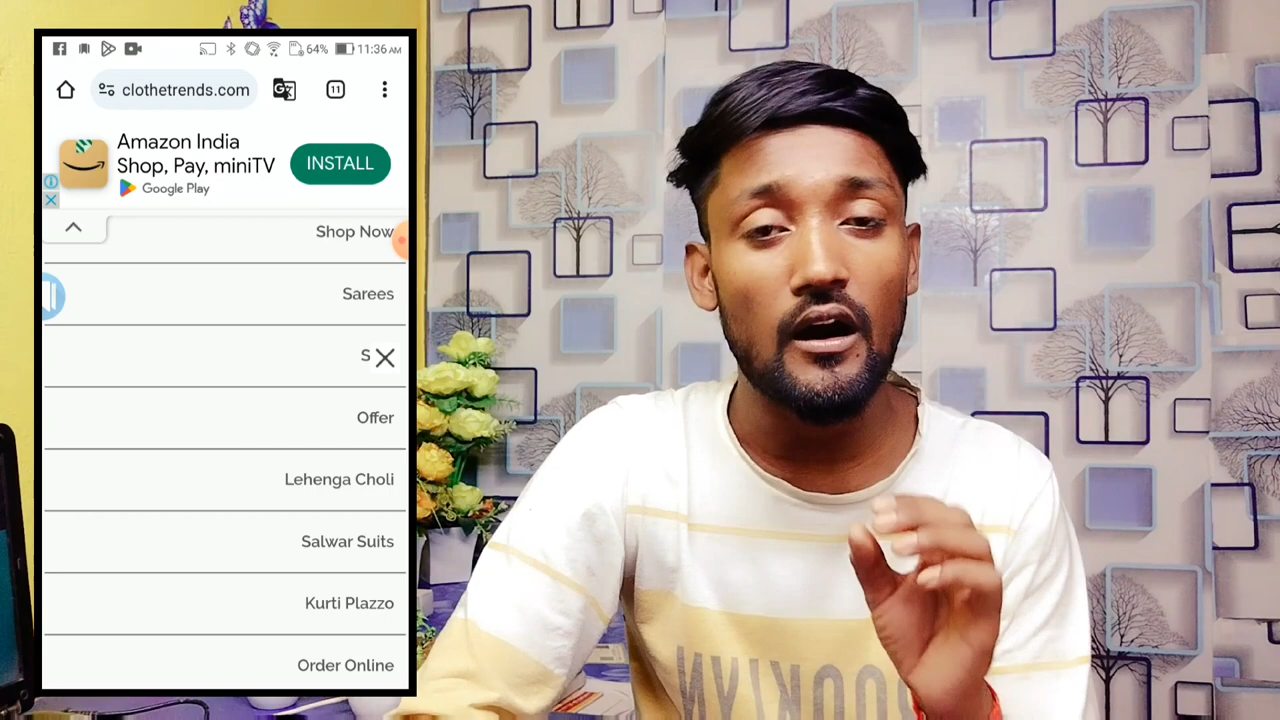 64% 11:36 AM
clothetrends.com
11
Amazon India
Shop, Pay, miniTV
INSTALL
Google Play
Shop Now
Sarees
S
Offer
Lehenga Choli
Salwar Suits
Kurti Plazzo
Order Online
BROOKLYN